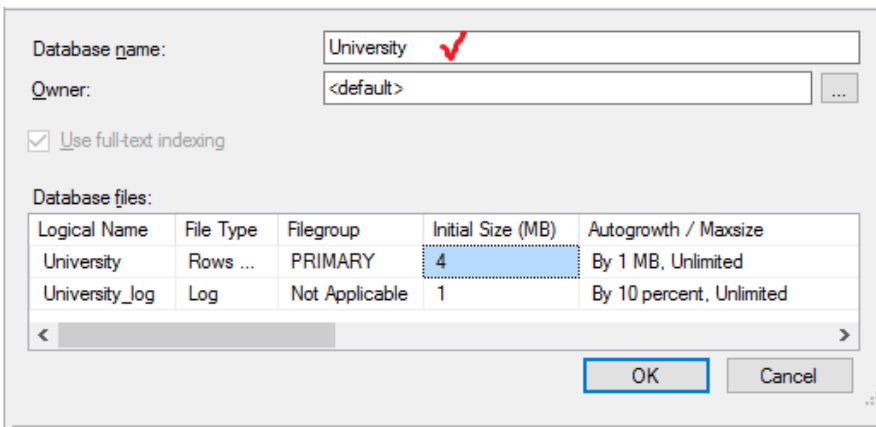 Database name: University
Owner: <default> ...
Use full-text indexing
Database files:
Logical Name File Type Filegroup Initial Size (MB) Autogrowth / Maxsize
University Rows ... PRIMARY 4 By 1 MB, Unlimited
University_log Log Not Applicable 1 By 10 percent, Unlimited
OK Cancel